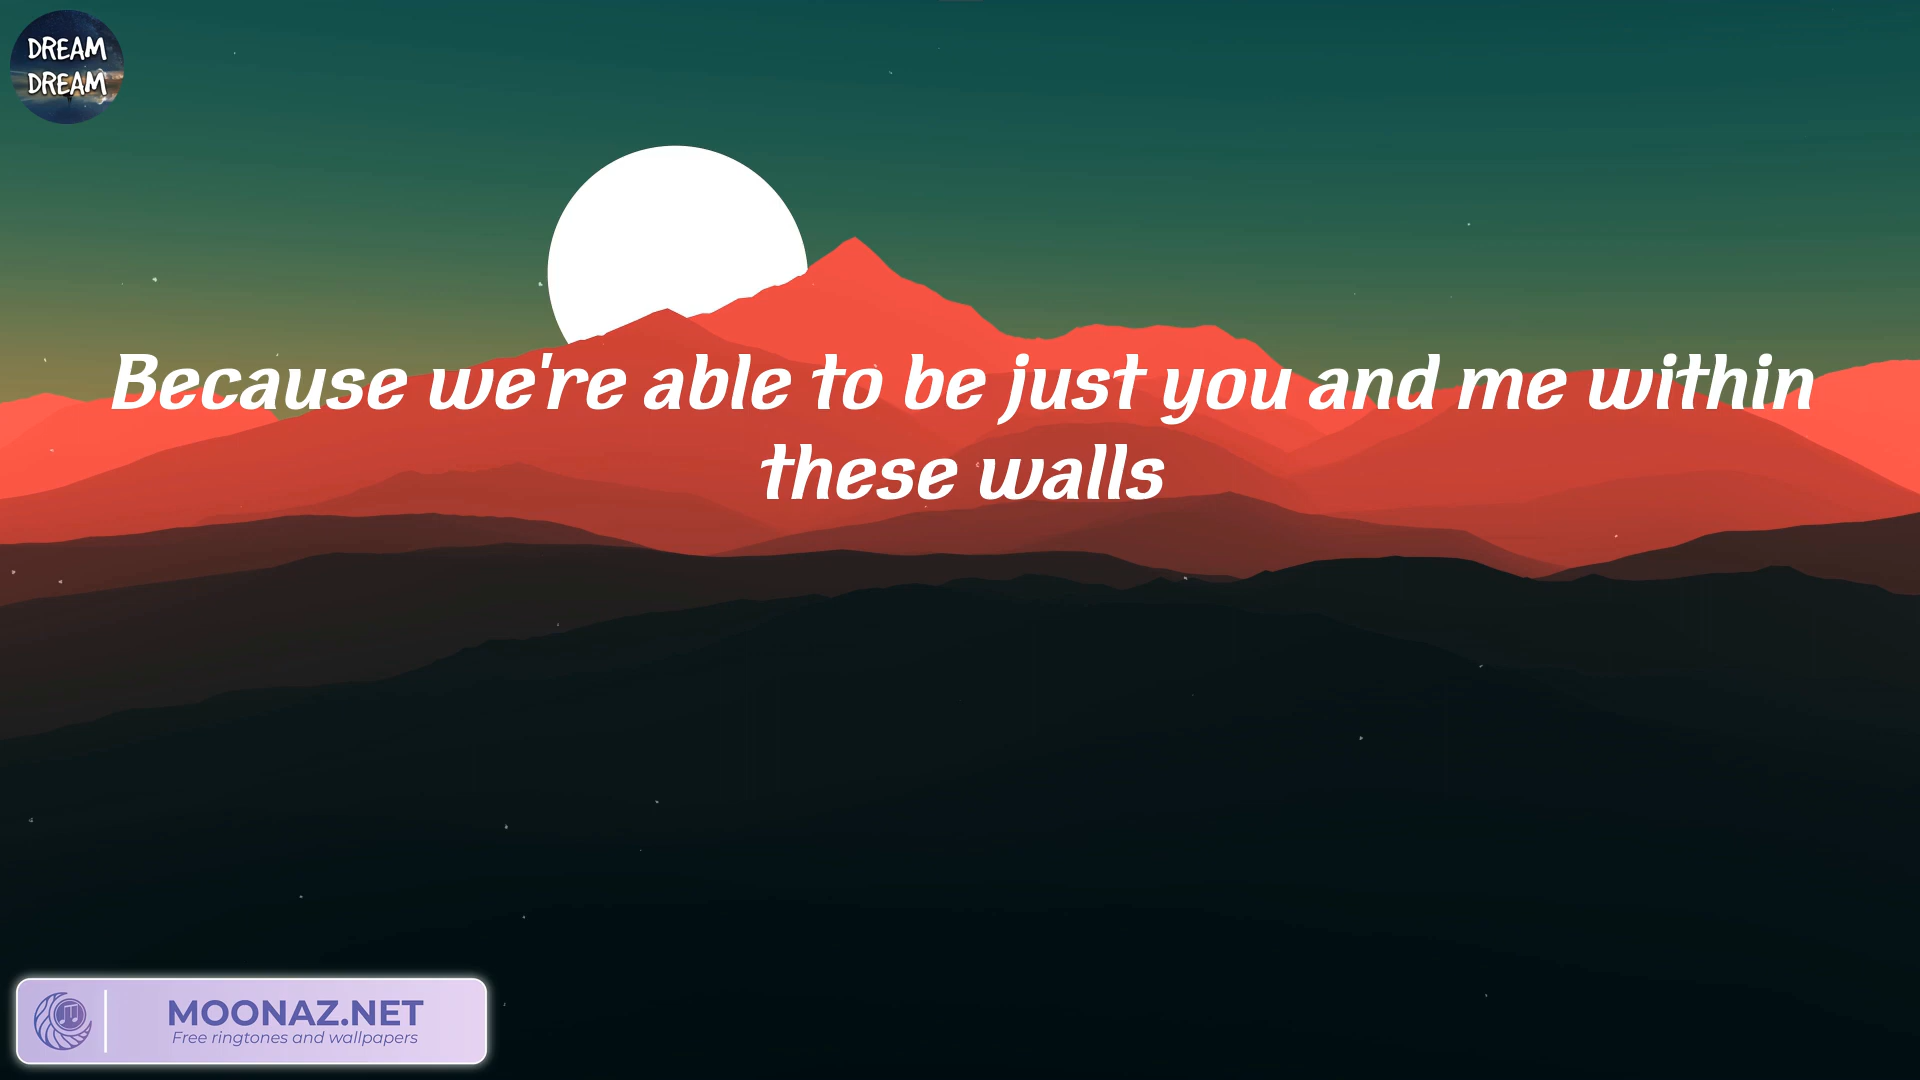 DREAM
DREAM
Because we're able to be just you and me within
these walls
MOONAZ.NET
Free ringtones and wallpapers